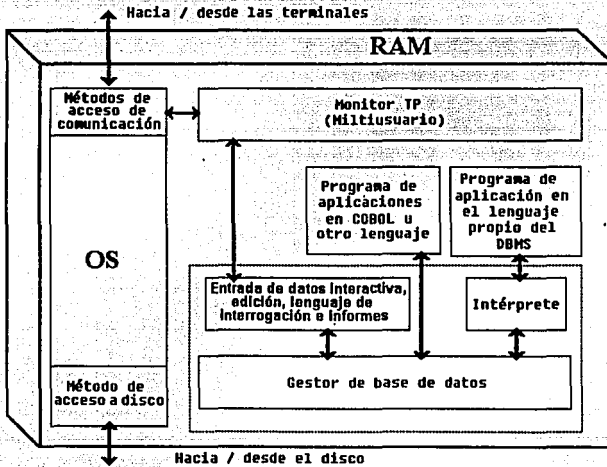 Hacia / desde las terminales
RAM
Métodos de
acceso de
comunicación
Monitor TP
(Miltiusuario)
Programa de
aplicaciones
en COBOL u
otro lenguaje
Programa de
aplicación en
el lenguaje
propio del
DBMS
OS
Entrada de datos interactiva,
edición, lenguaje de
interrogación e informes
Intérprete
Gestor de base de datos
Método de
acceso a disco
Hacia / desde el disco